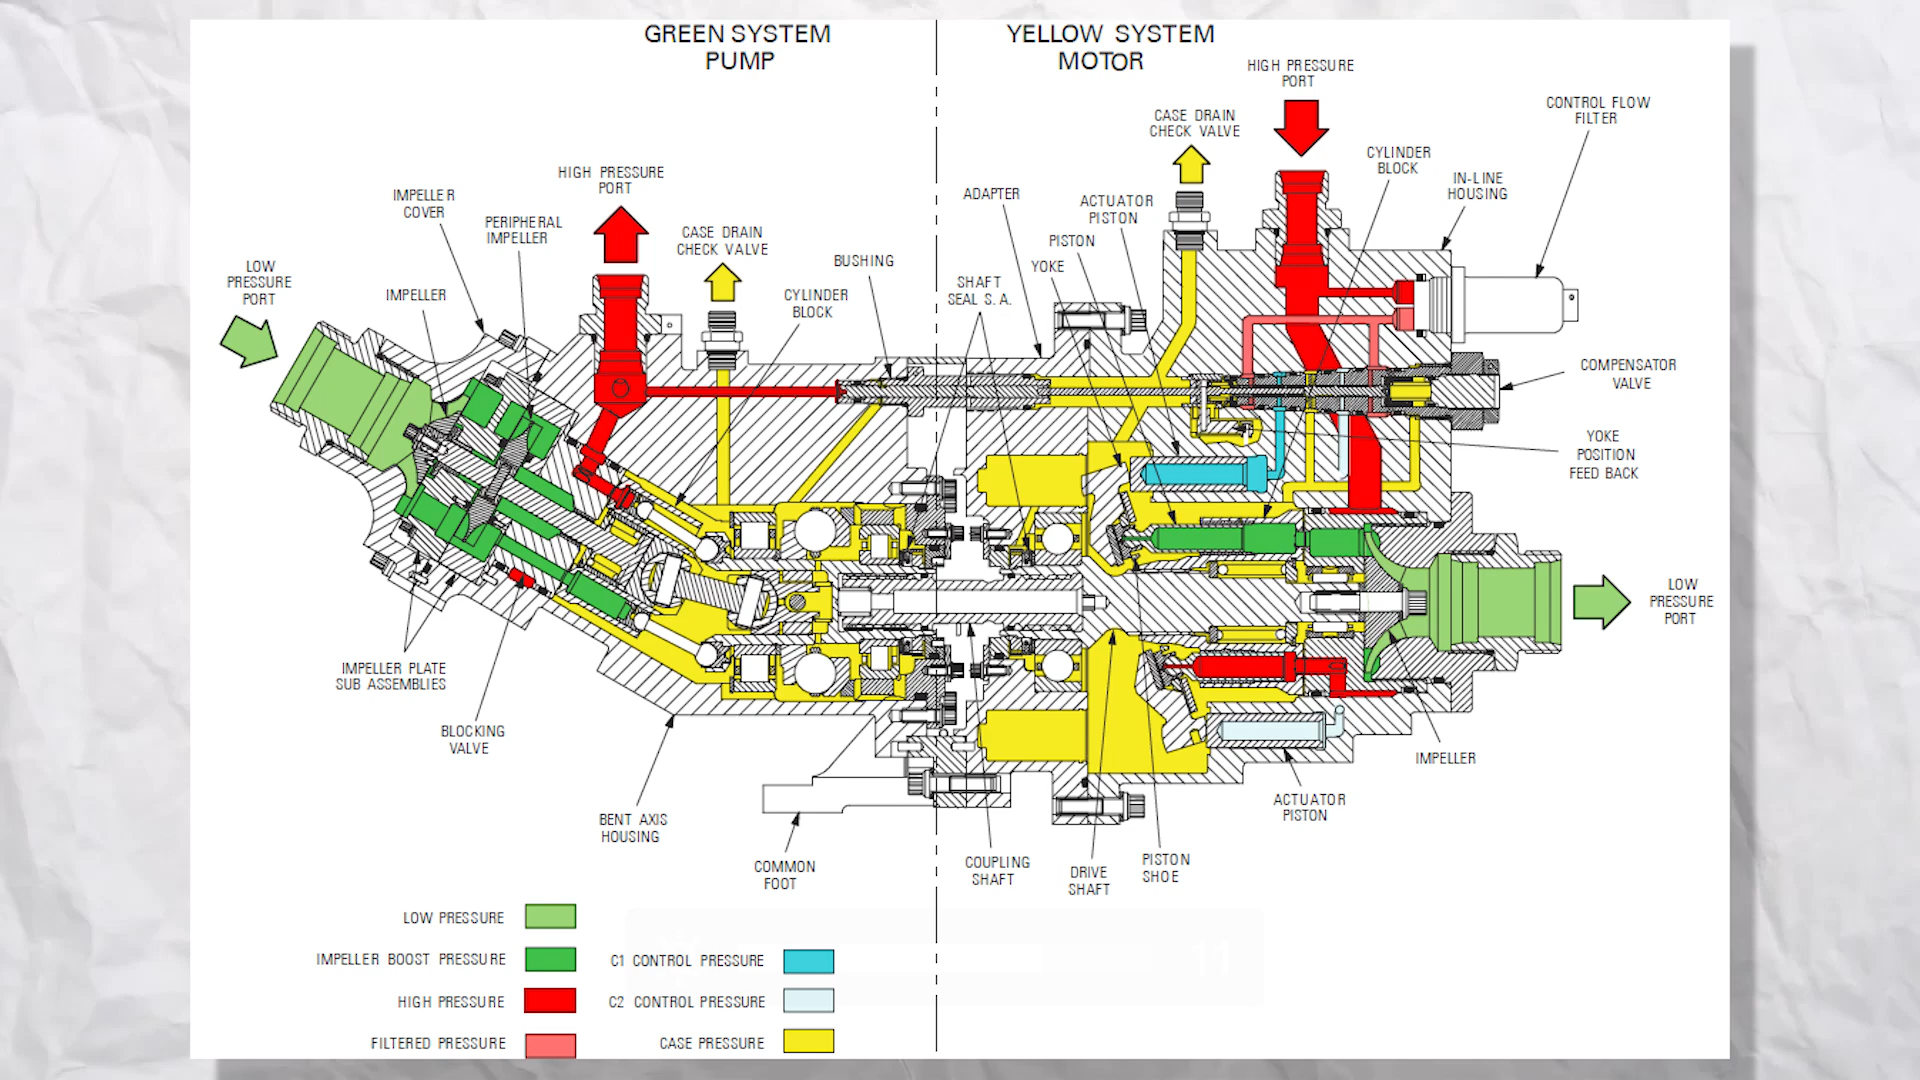 GREEN SYSTEM
PUMP
YELLOW SYSTEM
MOTOR
HIGH PRESSURE
PORT
CONTROL FLOW
FILTER
CASE DRAIN
CHECK VALVE
CYLINDER
BLOCK
IN-LINE
HOUSING
HIGH PRESSURE
PORT
IMPELLER
COVER
PERIPHERAL
IMPELLER
ADAPTER
ACTUATOR
PISTON
CASE DRAIN
CHECK VALVE
PISTON
BUSHING
YOKE
LOW
PRESSURE
PORT
IMPELLER
CYLINDER
BLOCK
SHAFT
SEAL S.A.
COMPENSATOR
VALVE
YOKE
POSITION
FEED BACK
LOW
PRESSURE
PORT
IMPELLER PLATE
SUB ASSEMBLIES
BLOCKING
VALVE
IMPELLER
ACTUATOR
PISTON
BENT AXIS
HOUSING
COMMON
FOOT
COUPLING
SHAFT
DRIVE
SHAFT
PISTON
SHOE
LOW PRESSURE
IMPELLER BOOST PRESSURE
C1 CONTROL PRESSURE
HIGH PRESSURE
C2 CONTROL PRESSURE
FILTERED PRESSURE
CASE PRESSURE